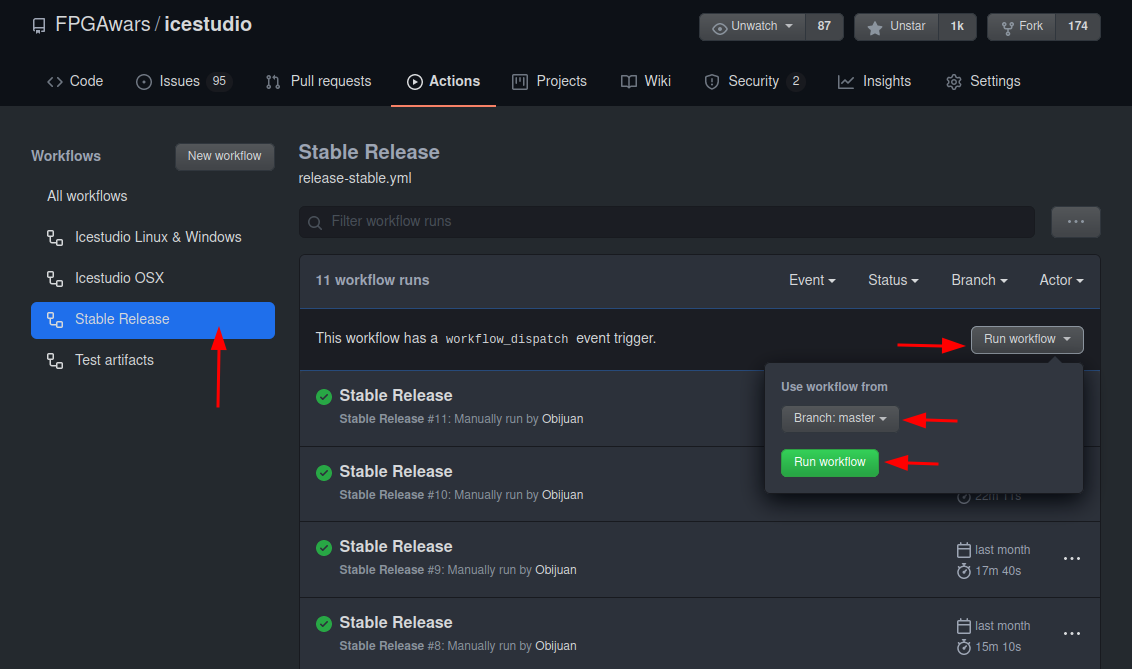 FPGAwars / icestudio
Unwatch 87 Unstar 1k Fork 174
Code Issues 95 Pull requests Actions Projects Wiki Security 2 Insights Settings
Workflows New workflow
All workflows
Icestudio Linux & Windows
Icestudio OSX
Stable Release
Test artifacts
Stable Release
release-stable.yml
Filter workflow runs
11 workflow runs Event Status Branch Actor
This workflow has a workflow_dispatch event trigger. Run workflow
Use workflow from
Branch: master
Run workflow
Stable Release
Stable Release #11: Manually run by Obijuan
Stable Release
Stable Release #10: Manually run by Obijuan
22m 11s
Stable Release
Stable Release #9: Manually run by Obijuan
last month
17m 40s
Stable Release
Stable Release #8: Manually run by Obijuan
last month
15m 10s